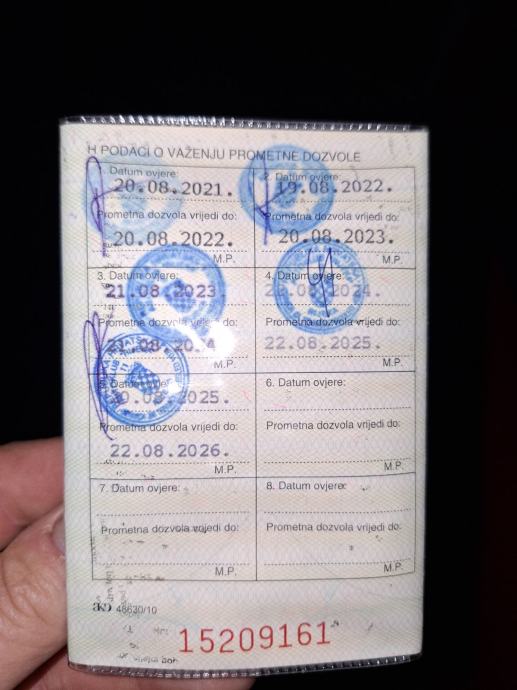 H PODACI O VAŽENJU PROMETNE DOZVOLE
1. Datum ovjere:
20.08.2021.
Prometna dozvola vrijedi do:
20.08.2022.
M.P.
2. Datum ovjere:
19.08.2022.
Prometna dozvola vrijedi do:
20.08.2023.
M.P.
3. Datum ovjere:
21.08.2023.
Prometna dozvola vrijedi do:
4. Datum ovjere:
Prometna dozvola vrijedi do:
22.08.2025.
M.P.
5. Datum ovjere:
Prometna dozvola vrijedi do:
22.08.2026.
M.P.
6. Datum ovjere:
Prometna dozvola vrijedi do:
M.P.
7. Datum ovjere:
Prometna dozvola vrijedi do:
M.P.
8. Datum ovjere:
Prometna dozvola vrijedi do:
M.P.
48630/10
15209161